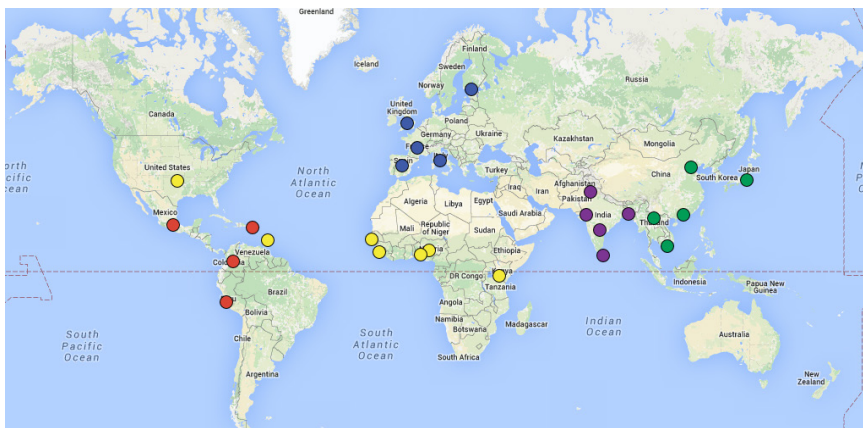 Greenland
Iceland
Finland
Sweden
Norway
Russia
Canada
United
Kingdom
Poland
Germany
Ukraine
Kazakhstan
Mongolia
North
Atlantic
Ocean
United States
Spain
Turkey
China
South Korea
Japan
Afghanistan
Pakistan
Iraq
Iran
Algeria
Libya
Egypt
Saudi Arabia
India
Mexico
Mali
Republic
of Niger
Sudan
Ethiopia
Venezuela
DR Congo
Tanzania
Indonesia
Papua New
Guinea
Brazil
Bolivia
Angola
Namibia
Botswana
Madagascar
South
Pacific
Ocean
South
Atlantic
Ocean
Indian
Ocean
Chile
South Africa
Australia
Argentina
New
Zealand